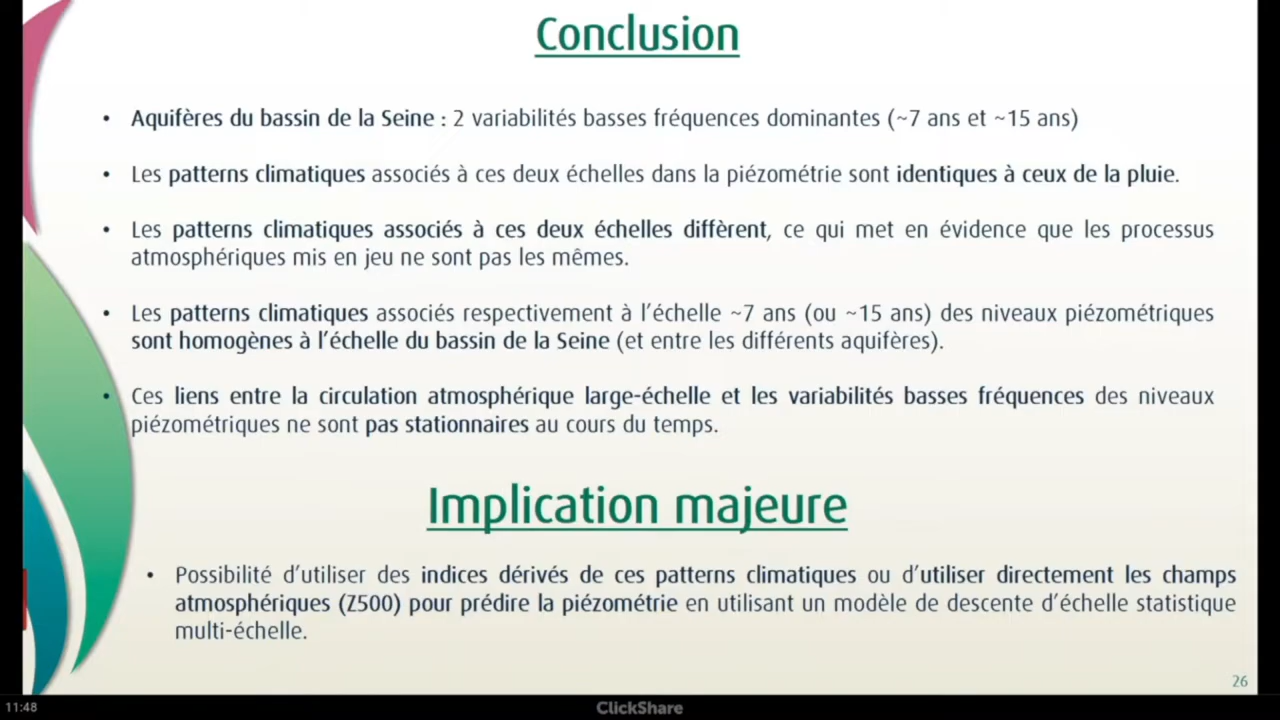 Conclusion
• Aquifères du bassin de la Seine : 2 variabilités basses fréquences dominantes (~7 ans et ~15 ans)
• Les patterns climatiques associés à ces deux échelles dans la piézométrie sont identiques à ceux de la pluie.
• Les patterns climatiques associés à ces deux échelles diffèrent, ce qui met en évidence que les processus
atmosphériques mis en jeu ne sont pas les mêmes.
• Les patterns climatiques associés respectivement à l'échelle ~7 ans (ou ~15 ans) des niveaux piézométriques
sont homogènes à l'échelle du bassin de la Seine (et entre les différents aquifères).
• Ces liens entre la circulation atmosphérique large-échelle et les variabilités basses fréquences des niveaux
piézométriques ne sont pas stationnaires au cours du temps.
Implication majeure
• Possibilité d'utiliser des indices dérivés de ces patterns climatiques ou d'utiliser directement les champs
atmosphériques (Z500) pour prédire la piézométrie en utilisant un modèle de descente d'échelle statistique
multi-échelle.
26
11:48
ClickShare